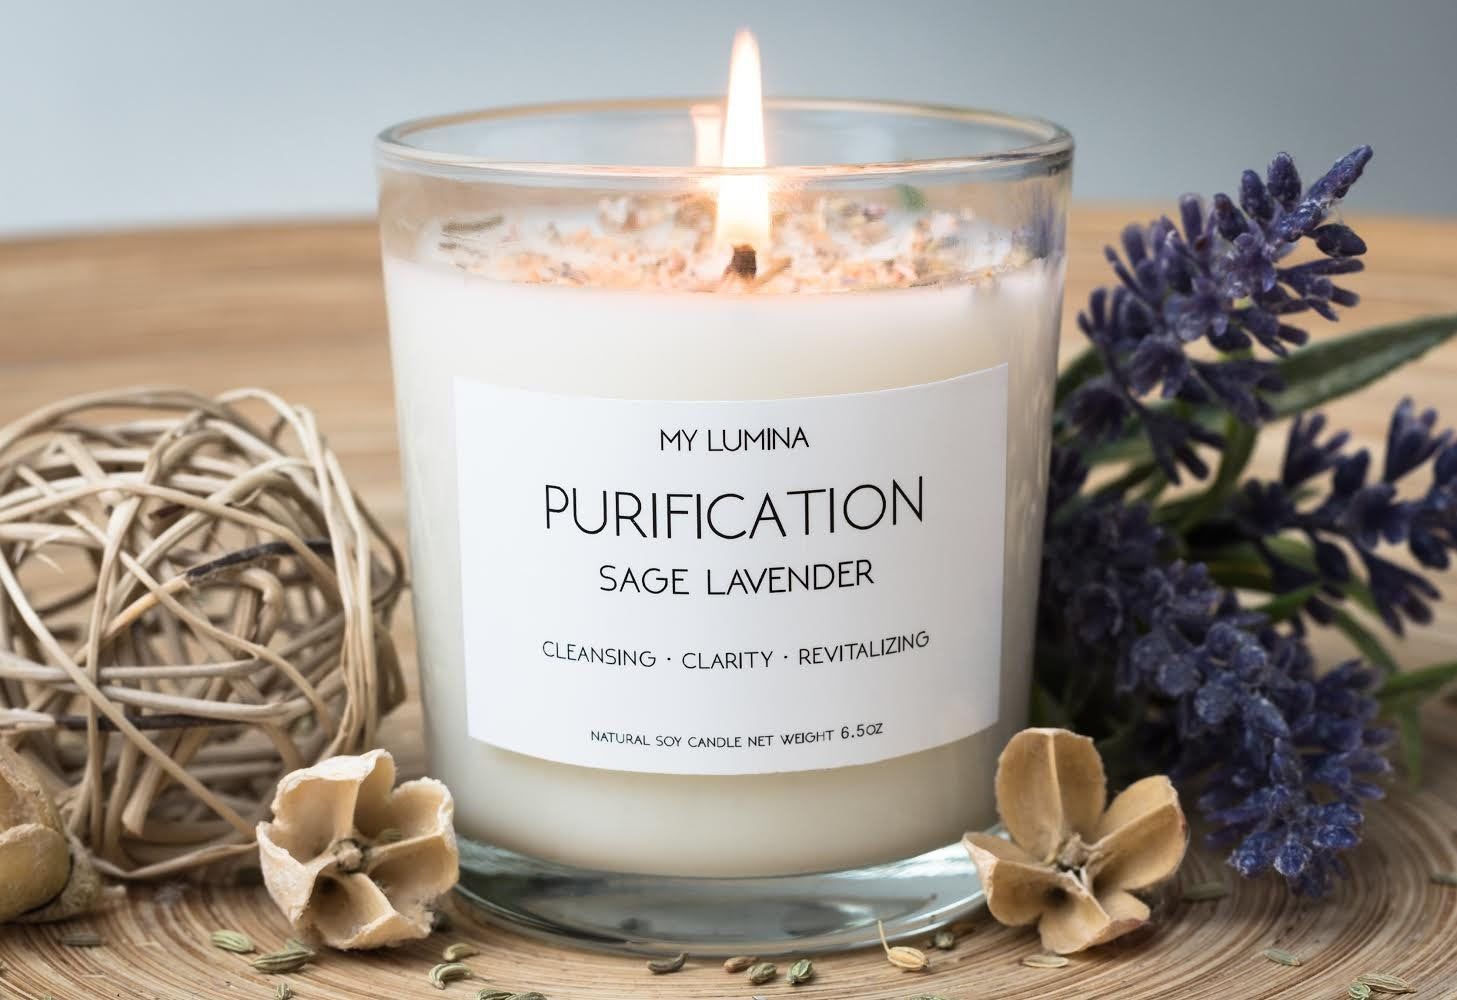 MY LUMINA
PURIFICATION
SAGE LAVENDER
CLEANSING · CLARITY · REVITALIZING
NATURAL SOY CANDLE NET WEIGHT 6.5OZ